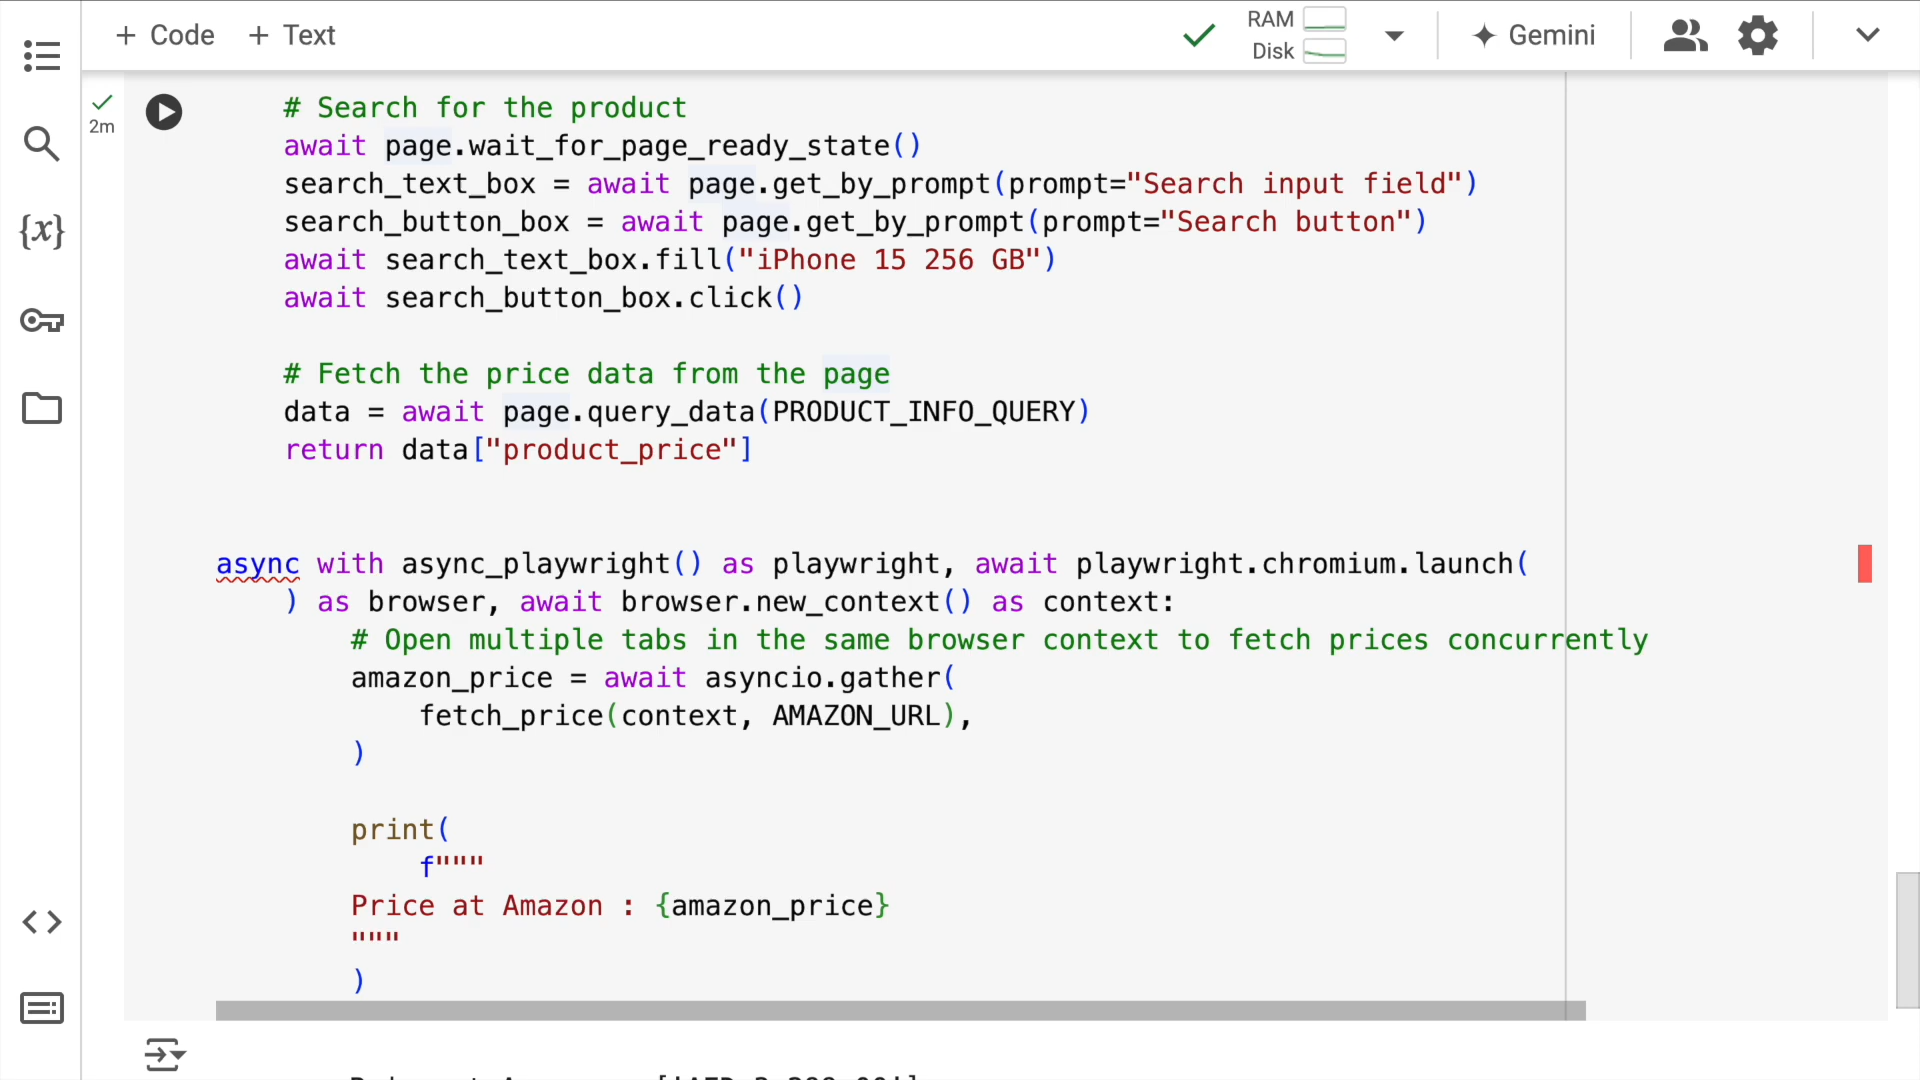 + Code + Text
RAM
Disk
Gemini
2m
{x}
# Search for the product
await page.wait_for_page_ready_state()
search_text_box = await page.get_by_prompt(prompt="Search input field")
search_button_box = await page.get_by_prompt(prompt="Search button")
await search_text_box.fill("iPhone 15 256 GB")
await search_button_box.click()
# Fetch the price data from the page
data = await page.query_data(PRODUCT_INFO_QUERY)
return data["product_price"]
async with async_playwright() as playwright, await playwright.chromium.launch(
) as browser, await browser.new_context() as context:
# Open multiple tabs in the same browser context to fetch prices concurrently
amazon_price = await asyncio.gather(
fetch_price(context, AMAZON_URL),
)
print(
f"""
Price at Amazon : {amazon_price}
"""
)